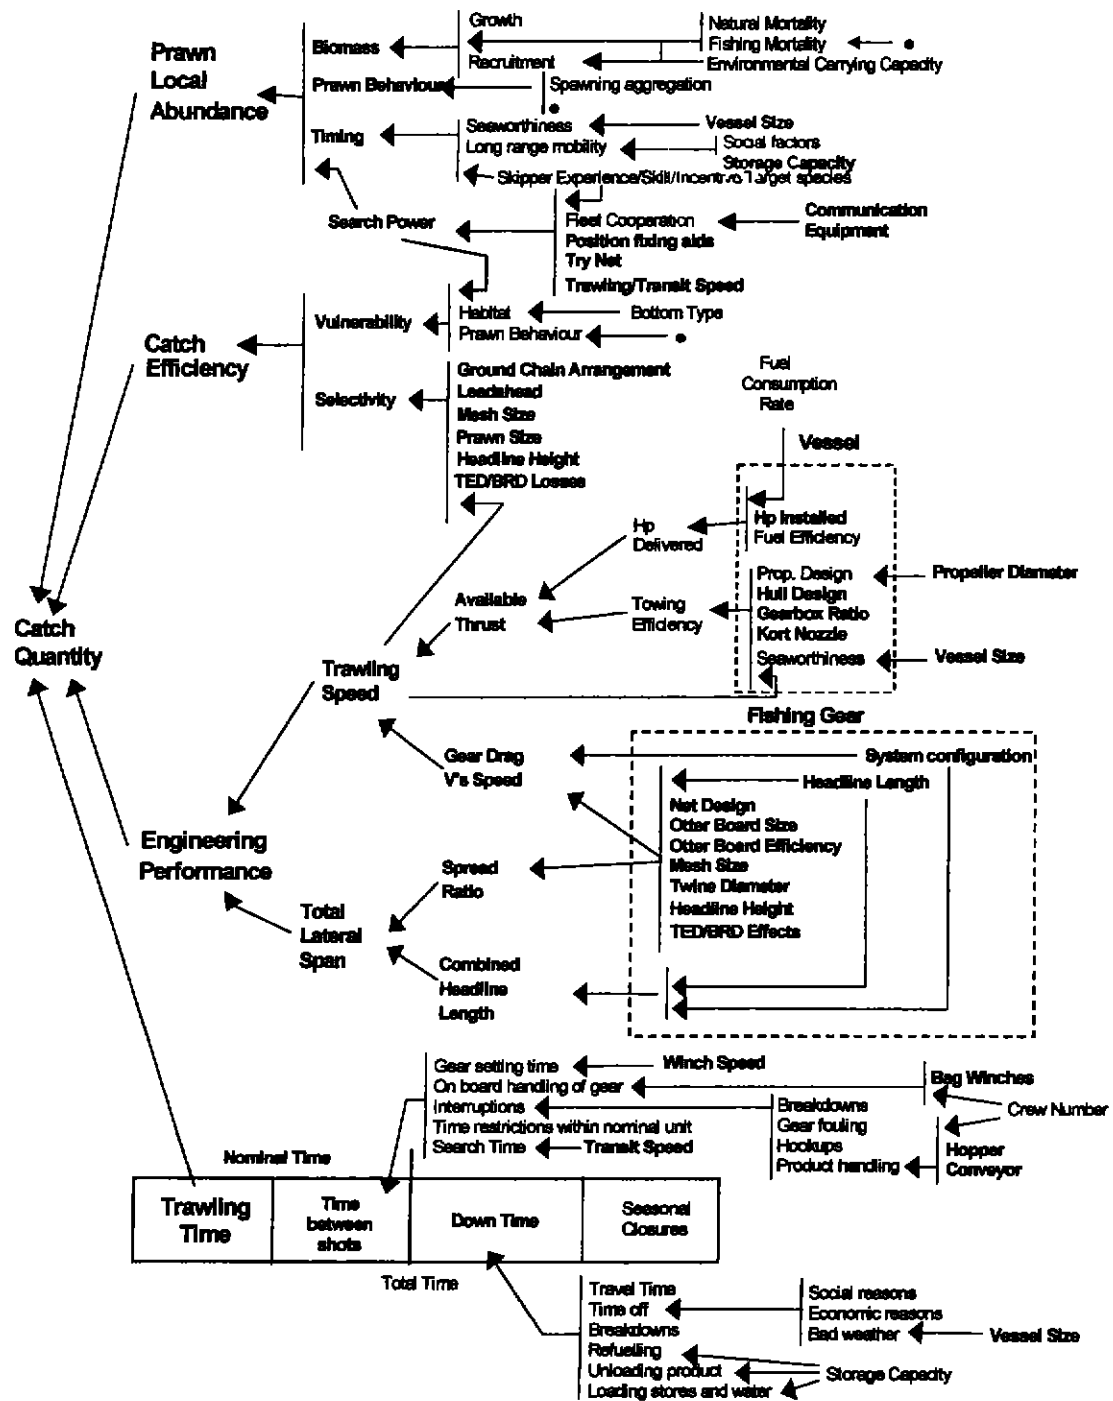 Growth
Natural Mortality
Prawn
Local
Abundance
Biomass
Fishing Mortality
Recruitment
Environmental Carrying Capacity
Prawn Behaviour
Spawning aggregation
Timing
Seaworthiness
Vessel Size
Long range mobility
Social factors
Storage Capacity
Skipper Experience/Skill/Incentive Target species
Search Power
Fleet Cooperation
Position fixing aids
Try Net
Trawling/Transit Speed
Communication
Equipment
Catch
Efficiency
Vulnerability
Habitat
Bottom Type
Prawn Behaviour
Selectivity
Ground Chain Arrangement
Leadahead
Mesh Size
Prawn Size
Headline Height
TED/BRD Losses
Fuel
Consumption
Rate
Vessel
Hp Installed
Fuel Efficiency
Hp
Delivered
Prop. Design
Hull Design
Gearbox Ratio
Kort Nozzle
Seaworthiness
Propeller Diameter
Vessel Size
Available
Thrust
Towing
Efficiency
Catch
Quantity
Trawling
Speed
Fishing Gear
Gear Drag
V's Speed
System configuration
Headline Length
Net Design
Otter Board Size
Otter Board Efficiency
Mesh Size
Twine Diameter
Headline Height
TED/BRD Effects
Engineering
Performance
Spread
Ratio
Total
Lateral
Span
Combined
Headline
Length
Gear setting time
Winch Speed
On board handling of gear
Bag Winches
Interruptions
Breakdowns
Crew Number
Time restrictions within nominal unit
Gear fouling
Search Time
Transit Speed
Hookups
Product handling
Hopper
Conveyor
Nominal Time
Trawling
Time
Time
between
shots
Down Time
Seasonal
Closures
Total Time
Travel Time
Time off
Breakdowns
Refuelling
Unloading product
Loading stores and water
Social reasons
Economic reasons
Bad weather
Vessel Size
Storage Capacity